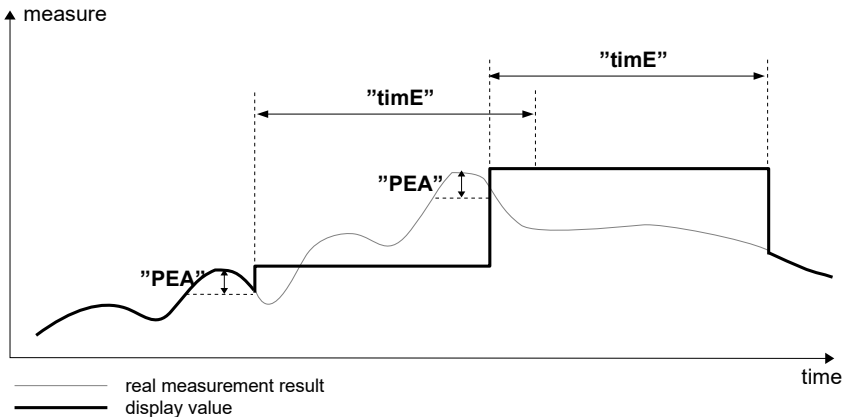 measure
”timE”
”timE”
”PEA”
”PEA”
time
real measurement result
display value